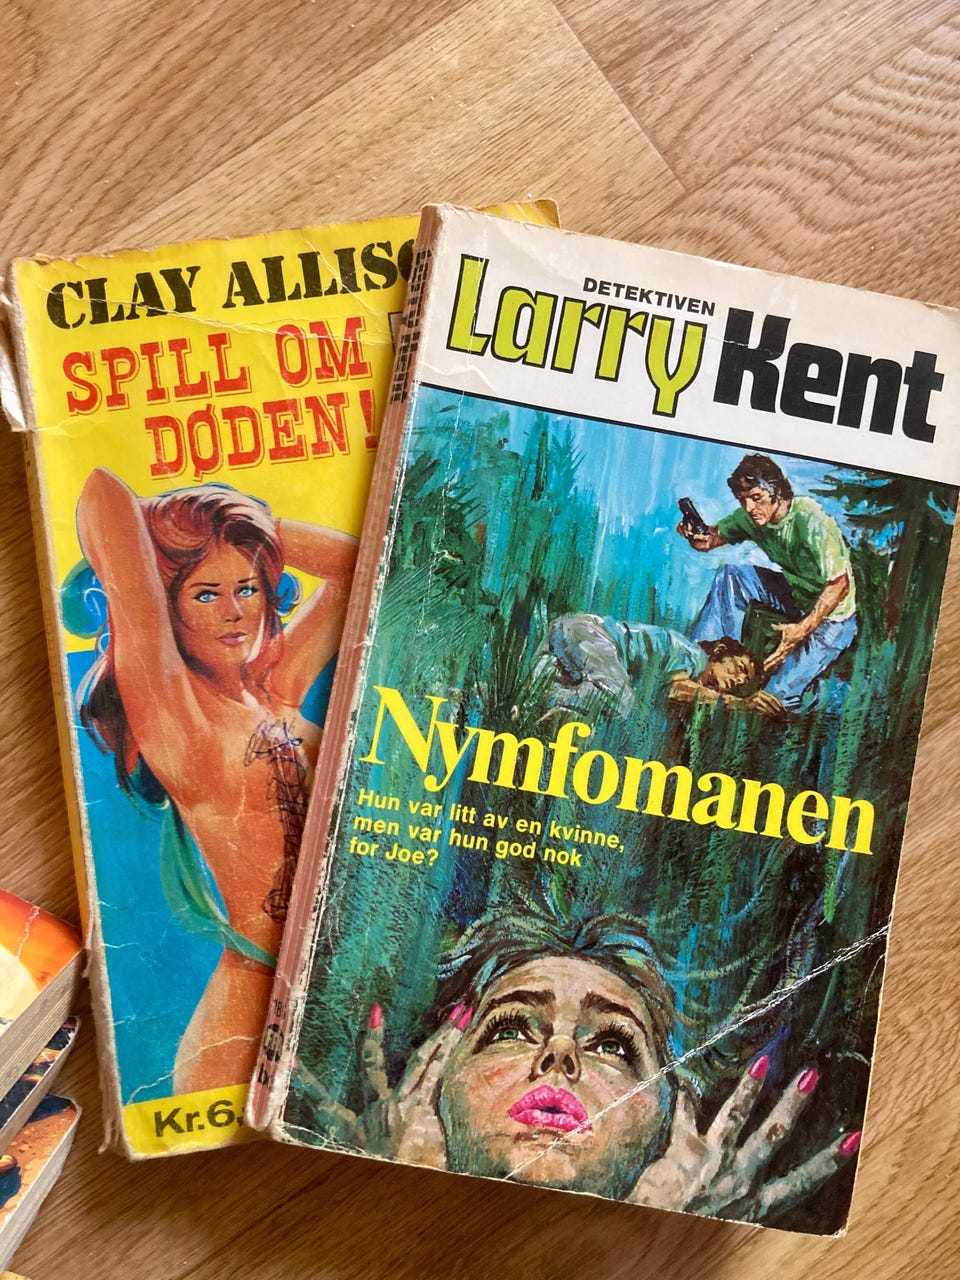 CLAY ALLISO
SPILL OM
DØDEN!
Kr.6,
DETEKTIVEN
Larry Kent
Nymfomanen
Hun var litt av en kvinne,
men var hun god nok
for Joe?